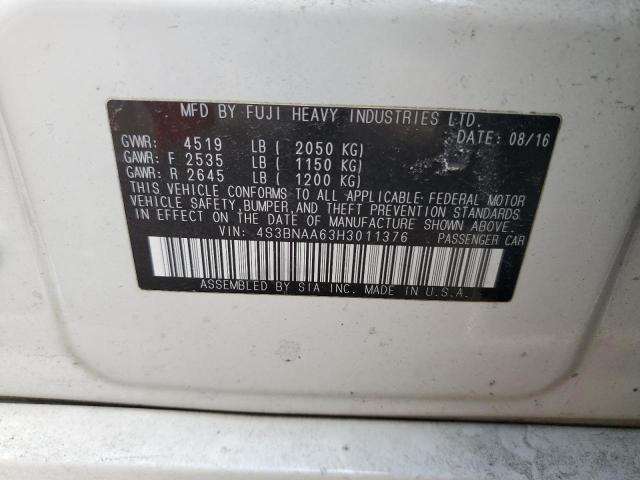 MFD BY FUJI HEAVY INDUSTRIES LTD.
DATE: 08/16
GVWR: 4519 LB ( 2050 KG)
GAWR: F 2535 LB ( 1150 KG)
GAWR: R 2645 LB ( 1200 KG)
THIS VEHICLE CONFORMS TO ALL APPLICABLE FEDERAL MOTOR
VEHICLE SAFETY, BUMPER, AND THEFT PREVENTION STANDARDS
IN EFFECT ON THE DATE OF MANUFACTURE SHOWN ABOVE.
VIN: 4S3BNAA63H3011376 PASSENGER CAR
ASSEMBLED BY SIA INC. MADE IN U.S.A.